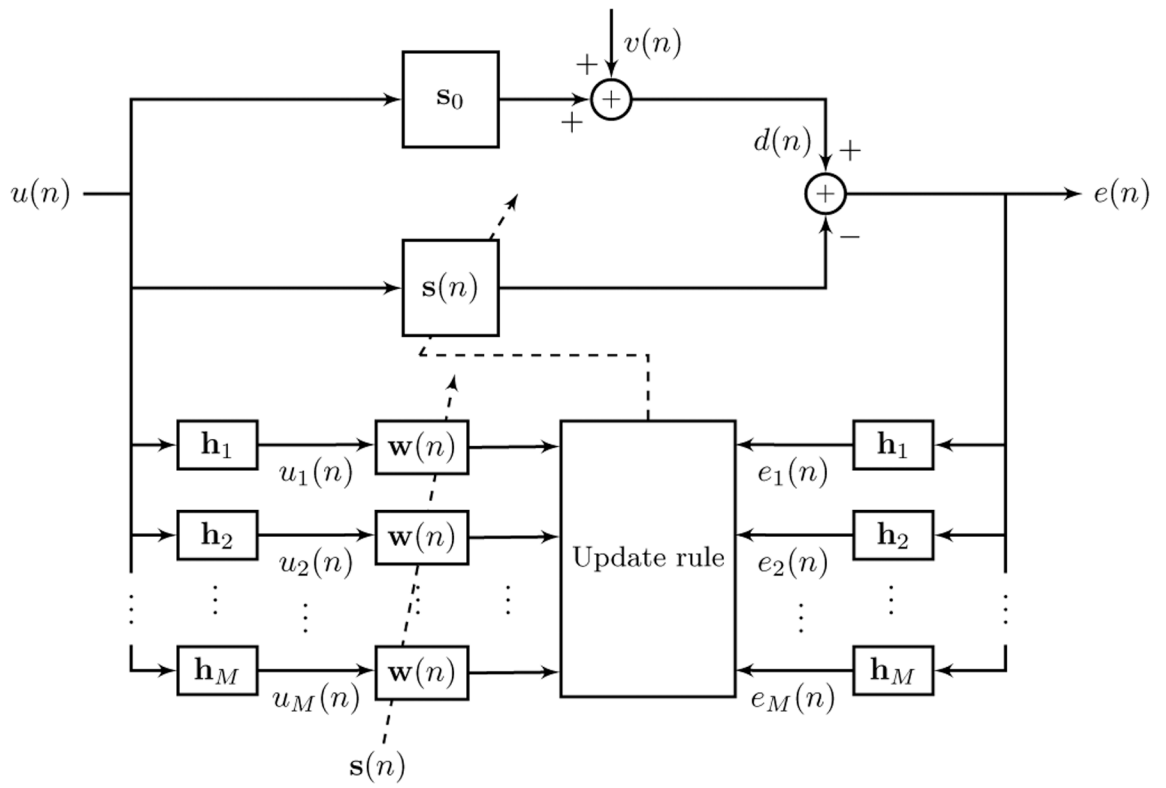 v(n)
+
s₀
+
+
d(n)
+
u(n)
+
e(n)
−
s(n)
h₁
w(n)
h₁
u₁(n)
e₁(n)
h₂
w(n)
h₂
u₂(n)
Update rule
e₂(n)
⋮ ⋮ ⋮ ⋮ ⋮ ⋮ ⋮ ⋮
h_M
w(n)
h_M
u_M(n)
e_M(n)
s(n)